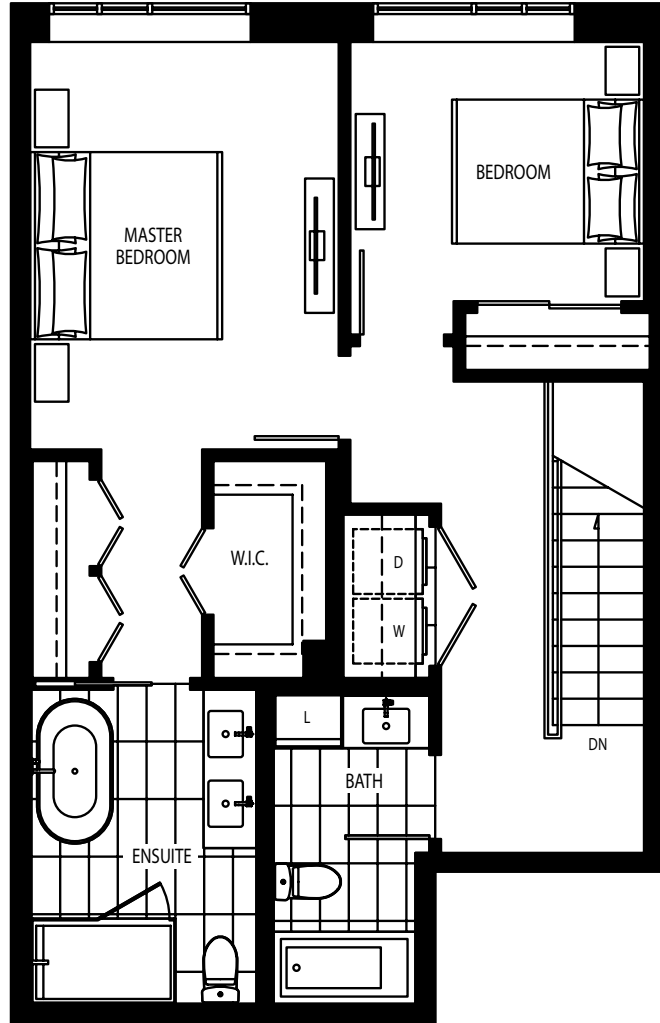 BEDROOM
MASTER
BEDROOM
W.I.C.
D
W
L
DN
BATH
ENSUITE